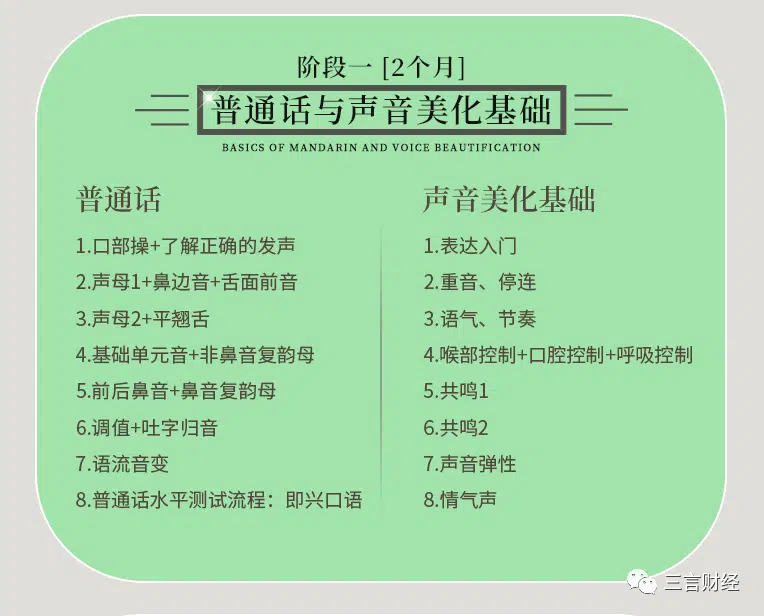 阶段一 [2个月]
普通话与声音美化基础
BASICS OF MANDARIN AND VOICE BEAUTIFICATION
普通话
1.口部操+了解正确的发声
2.声母1+鼻边音+舌面前音
3.声母2+平翘舌
4.基础单元音+非鼻音复韵母
5.前后鼻音+鼻音复韵母
6.调值+吐字归音
7.语流音变
8.普通话水平测试流程：即兴口语
声音美化基础
1.表达入门
2.重音、停连
3.语气、节奏
4.喉部控制+口腔控制+呼吸控制
5.共鸣1
6.共鸣2
7.声音弹性
8.情气声
三言财经